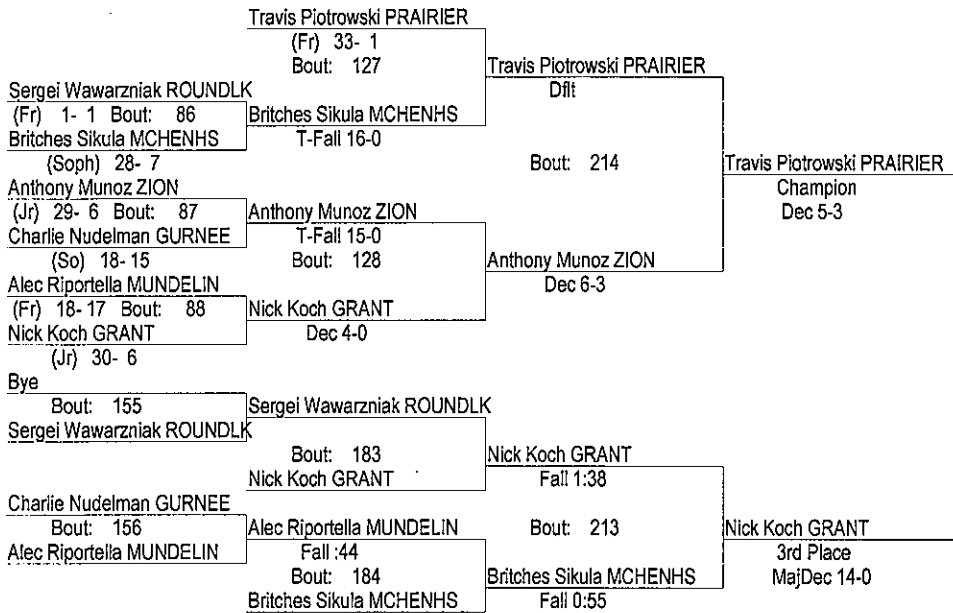 Travis Piotrowski PRAIRIER
(Fr) 33- 1
Bout: 127
Travis Piotrowski PRAIRIER
Dflt
Sergei Wawarzniak ROUNDLK
(Fr) 1- 1 Bout: 86
Britches Sikula MCHENHS
Britches Sikula MCHENHS
T-Fall 16-0
(Soph) 28- 7
Bout: 214
Travis Piotrowski PRAIRIER
Champion
Dec 5-3
Anthony Munoz ZION
(Jr) 29- 6 Bout: 87
Anthony Munoz ZION
Charlie Nudelman GURNEE
T-Fall 15-0
(So) 18- 15
Bout: 128
Anthony Munoz ZION
Dec 6-3
Alec Riportella MUNDELIN
(Fr) 18- 17 Bout: 88
Nick Koch GRANT
Nick Koch GRANT
Dec 4-0
(Jr) 30- 6
Bye
Bout: 155
Sergei Wawarzniak ROUNDLK
Sergei Wawarzniak ROUNDLK
Bout: 183
Nick Koch GRANT
Nick Koch GRANT
Fall 1:38
Charlie Nudelman GURNEE
Bout: 156
Alec Riportella MUNDELIN
Alec Riportella MUNDELIN
Fall :44
Bout: 213
Nick Koch GRANT
3rd Place
MajDec 14-0
Bout: 184
Britches Sikula MCHENHS
Britches Sikula MCHENHS
Fall 0:55